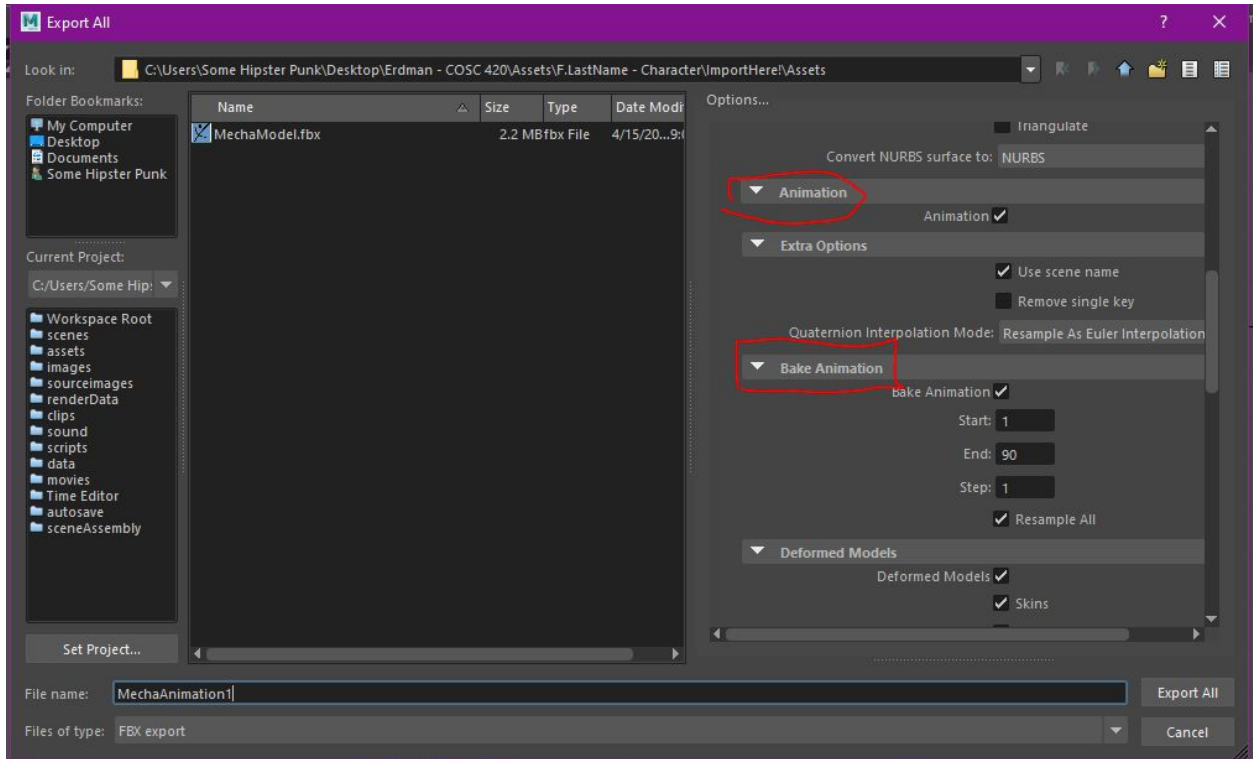 Export All
?
Look in:
C:\Users\Some Hipster Punk\Desktop\Erdman - COSC 420\Assets\F.LastName - Character\ImportHere!\Assets
Folder Bookmarks:
My Computer
Desktop
Documents
Some Hipster Punk
Current Project:
C:/Users/Some Hip:
Workspace Root
scenes
assets
images
sourceimages
renderData
clips
sound
scripts
data
movies
Time Editor
autosave
sceneAssembly
Set Project...
Name Size Type Date Modi
MechaModel.fbx 2.2 MB fbx File 4/15/20...9:
Options...
Triangulate
Convert NURBS surface to: NURBS
Animation
Animation
Extra Options
Use scene name
Remove single key
Quaternion Interpolation Mode: Resample As Euler Interpolation
Bake Animation
Bake Animation
Start: 1
End: 90
Step: 1
Resample All
Deformed Models
Deformed Models
Skins
File name: MechaAnimation1
Export All
Files of type: FBX export
Cancel